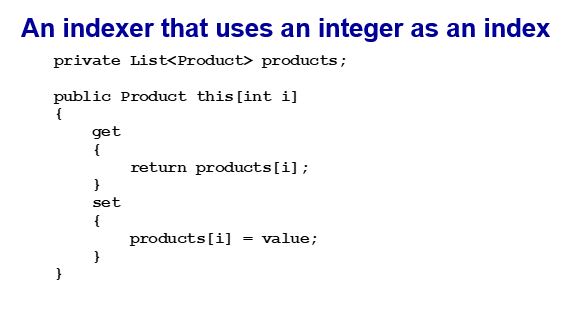 An indexer that uses an integer as an index
private List<Product> products;
public Product this[int i]
{
get
{
return products[i];
}
set
{
products[i] = value;
}
}